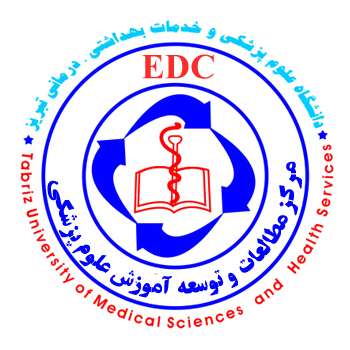 دانشگاه علوم پزشکی و خدمات بهداشتی . درمانی تبریز
EDC
مرکز مطالعات و توسعه آموزش علوم پزشکی
Tabriz University of Medical Sciences and Health Services